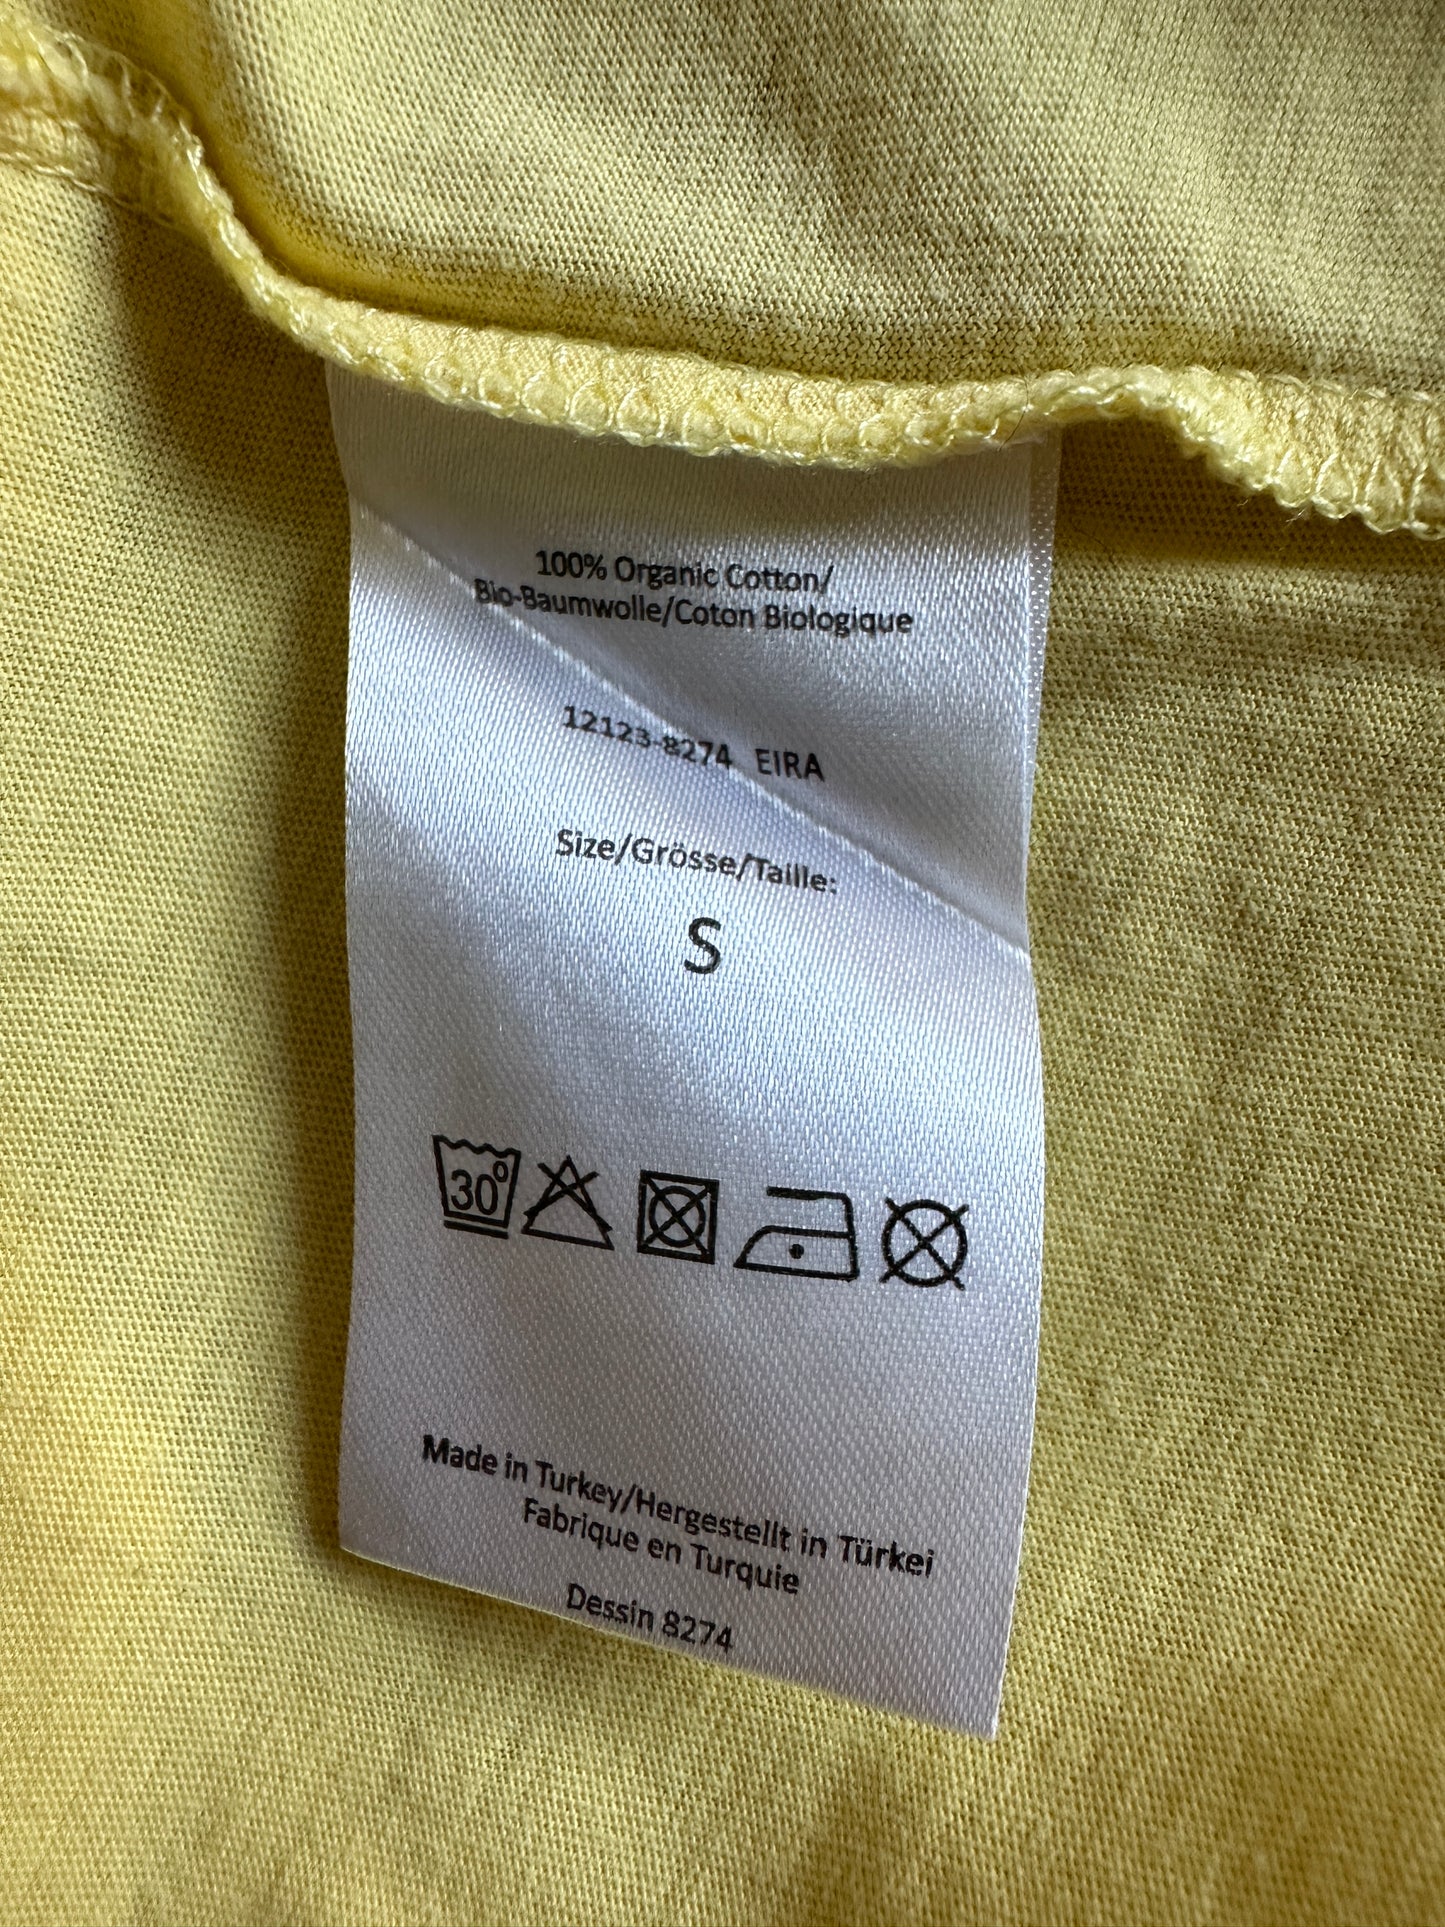 100% Organic Cotton/
Bio-Baumwolle/Coton Biologique
12123-8274 EIRA
Size/Grösse/Taille:
S
30°
Made in Turkey/Hergestellt in Türkei
Fabrique en Turquie
Dessin 8274